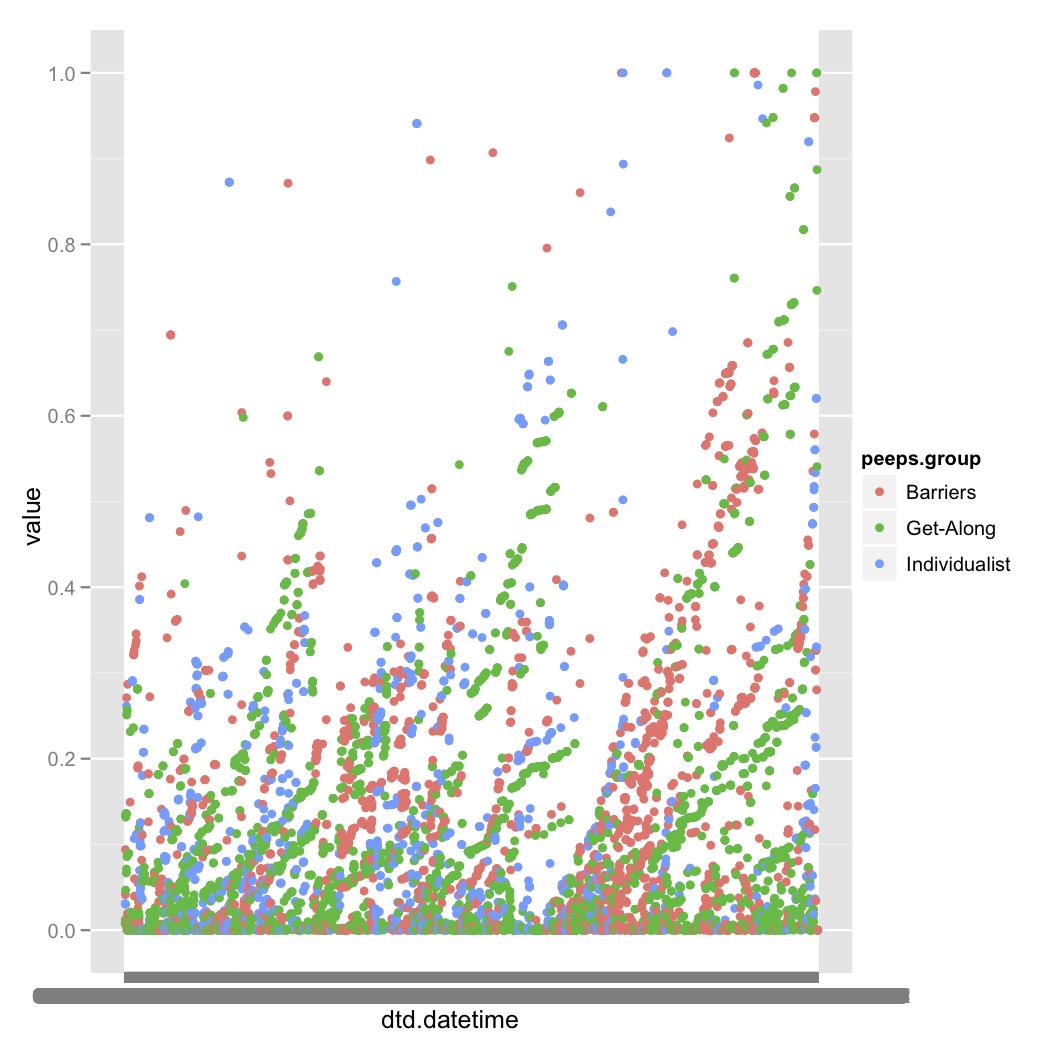 1.0
0.8
0.6
0.4
0.2
0.0
value
dtd.datetime
peeps.group
Barriers
Get-Along
Individualist